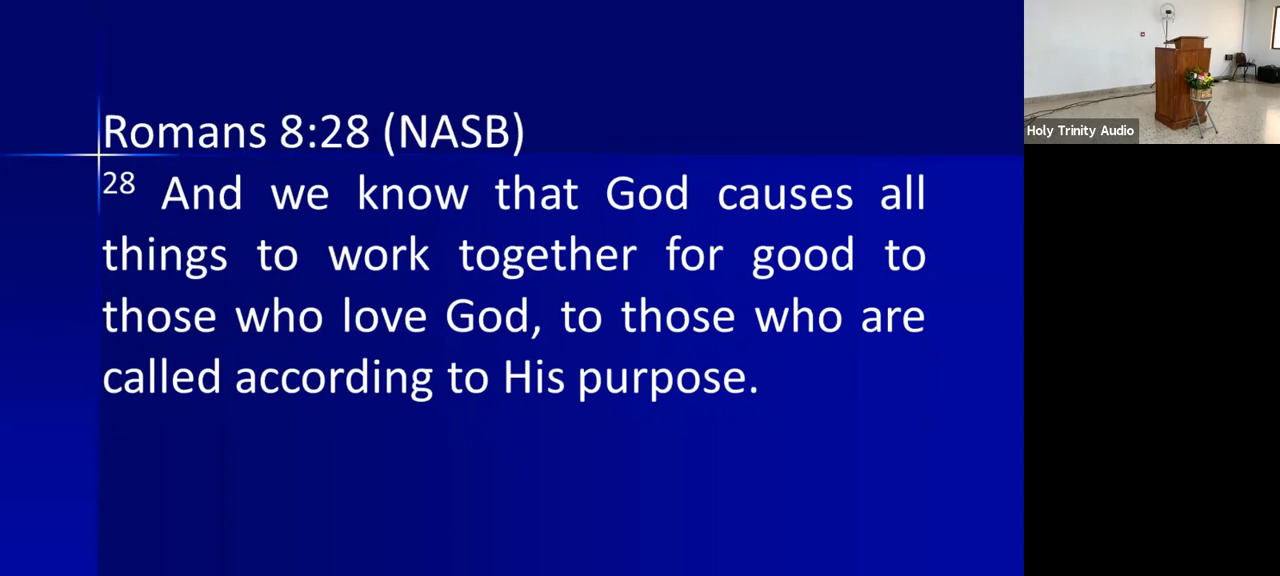 Romans 8:28 (NASB)
28 And we know that God causes all
things to work together for good to
those who love God, to those who are
called according to His purpose.
Holy Trinity Audio